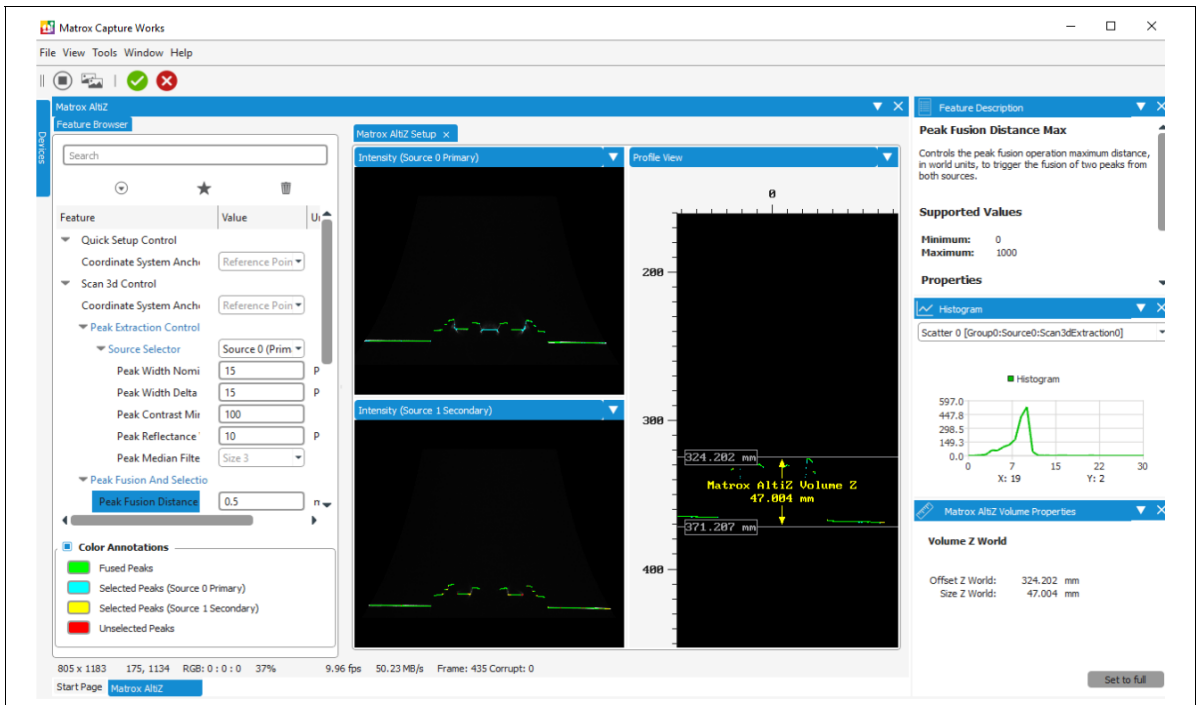 Matrox Capture Works
File View Tools Window Help
Devices
Matrox AltiZ
Feature Browser
Search
Feature Value
Quick Setup Control
Coordinate System Anch Reference Poin
Scan 3d Control
Coordinate System Anch Reference Poin
Peak Extraction Control
Source Selector Source 0 (Prim
Peak Width Nomi 15 P
Peak Width Delta 15 P
Peak Contrast Mir 100
Peak Reflectance 10 P
Peak Median Filte Size 3
Peak Fusion And Selectio
Peak Fusion Distance 0.5
Color Annotations
Fused Peaks
Selected Peaks (Source 0 Primary)
Selected Peaks (Source 1 Secondary)
Unselected Peaks
Matrox AltiZ Setup ×
Intensity (Source 0 Primary)
Intensity (Source 1 Secondary)
Profile View
0
200
300
324.202 mm
Matrox AltiZ Volume Z
47.004 mm
371.207 mm
400
Feature Description
Peak Fusion Distance Max
Controls the peak fusion operation maximum distance,
in world units, to trigger the fusion of two peaks from
both sources.
Supported Values
Minimum: 0
Maximum: 1000
Properties
Histogram
Scatter 0 [Group0:Source0:Scan3dExtraction0]
Histogram
597.0
447.8
298.5
149.3
0.0
0 7 15 22 30
X: 19 Y: 2
Matrox AltiZ Volume Properties
Volume Z World
Offset Z World: 324.202 mm
Size Z World: 47.004 mm
Set to full
805 x 1183 175, 1134 RGB: 0 : 0 : 0 37% 9.96 fps 50.23 MB/s Frame: 435 Corrupt: 0
Start Page Matrox AltiZ